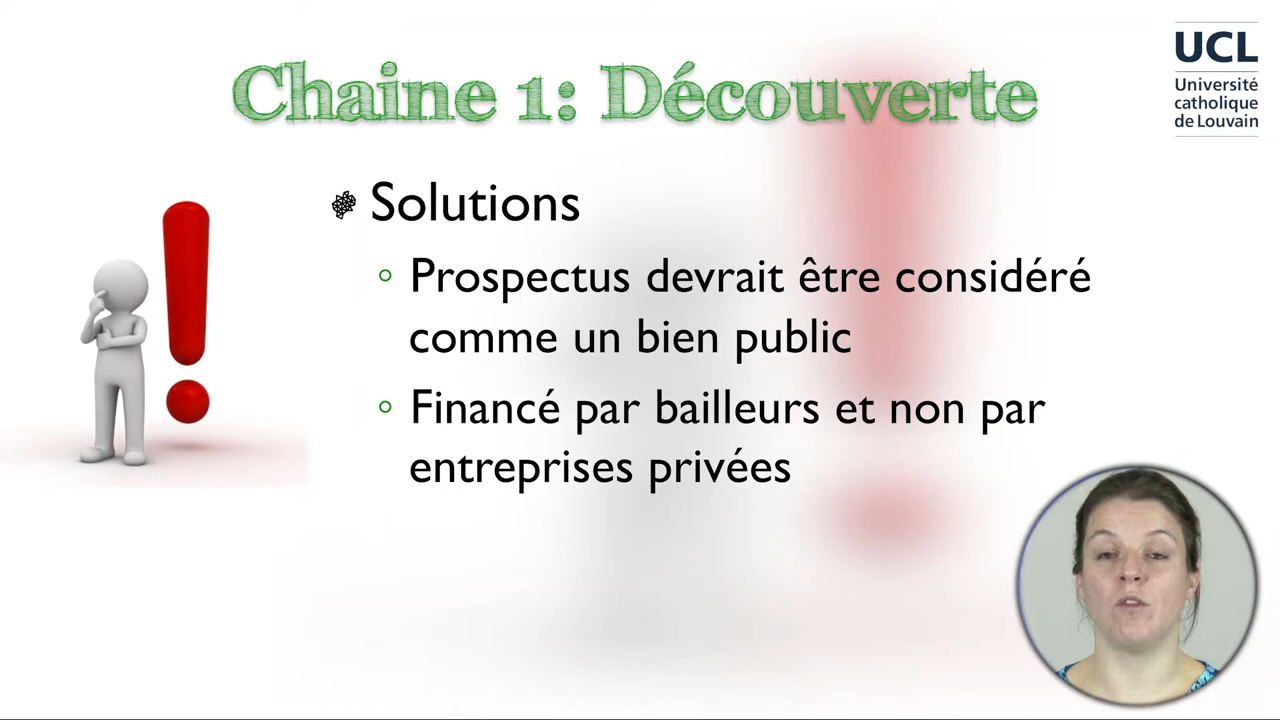 Chaine 1: Découverte
UCL
Université
catholique
de Louvain
Solutions
Prospectus devrait être considéré
comme un bien public
Financé par bailleurs et non par
entreprises privées